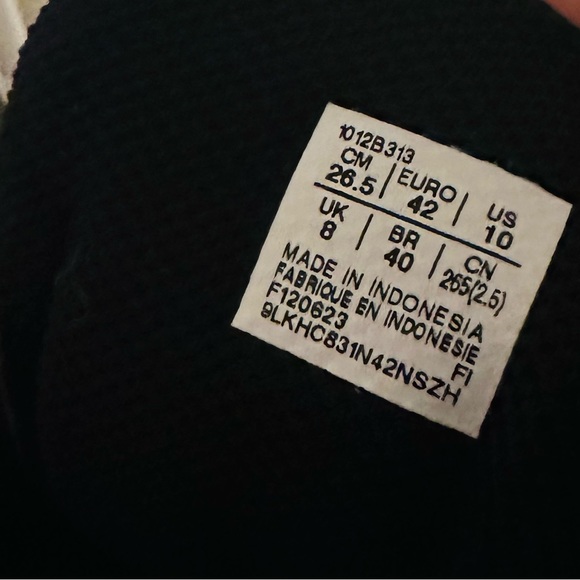 1012B313
CM | EURO | US
26.5 | 42 | 10
UK | BR | CN
8 | 40 | 265(2.5)
MADE IN INDONESIA
FABRIQUE EN INDONESIE
F120623 FI
9LKHC831N42NSZH